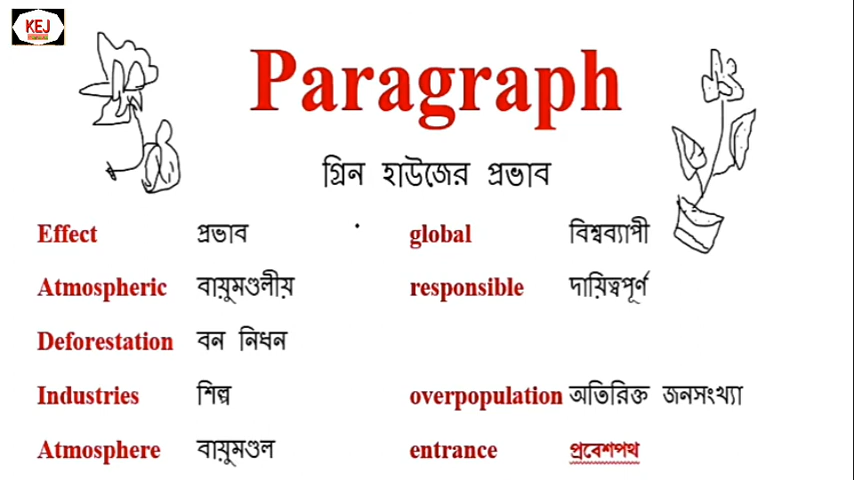 KEJ
Paragraph
গ্রিন হাউজের প্রভাব
Effect প্রভাব global বিশ্বব্যাপী
Atmospheric বায়ুমণ্ডলীয় responsible দায়িত্বপূর্ণ
Deforestation বন নিধন
Industries শিল্প overpopulation অতিরিক্ত জনসংখ্যা
Atmosphere বায়ুমণ্ডল entrance প্রবেশপথ